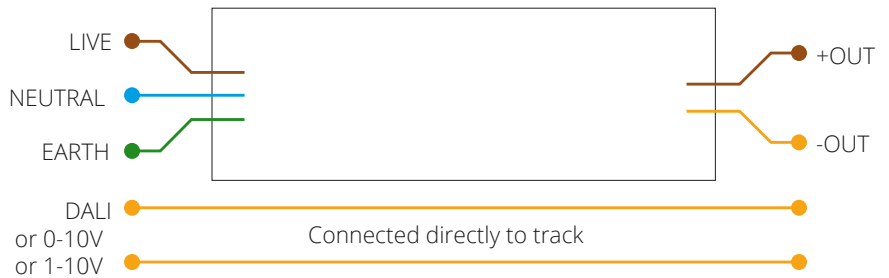 LIVE
+OUT
NEUTRAL
-OUT
EARTH
DALI
or 0-10V
or 1-10V
Connected directly to track